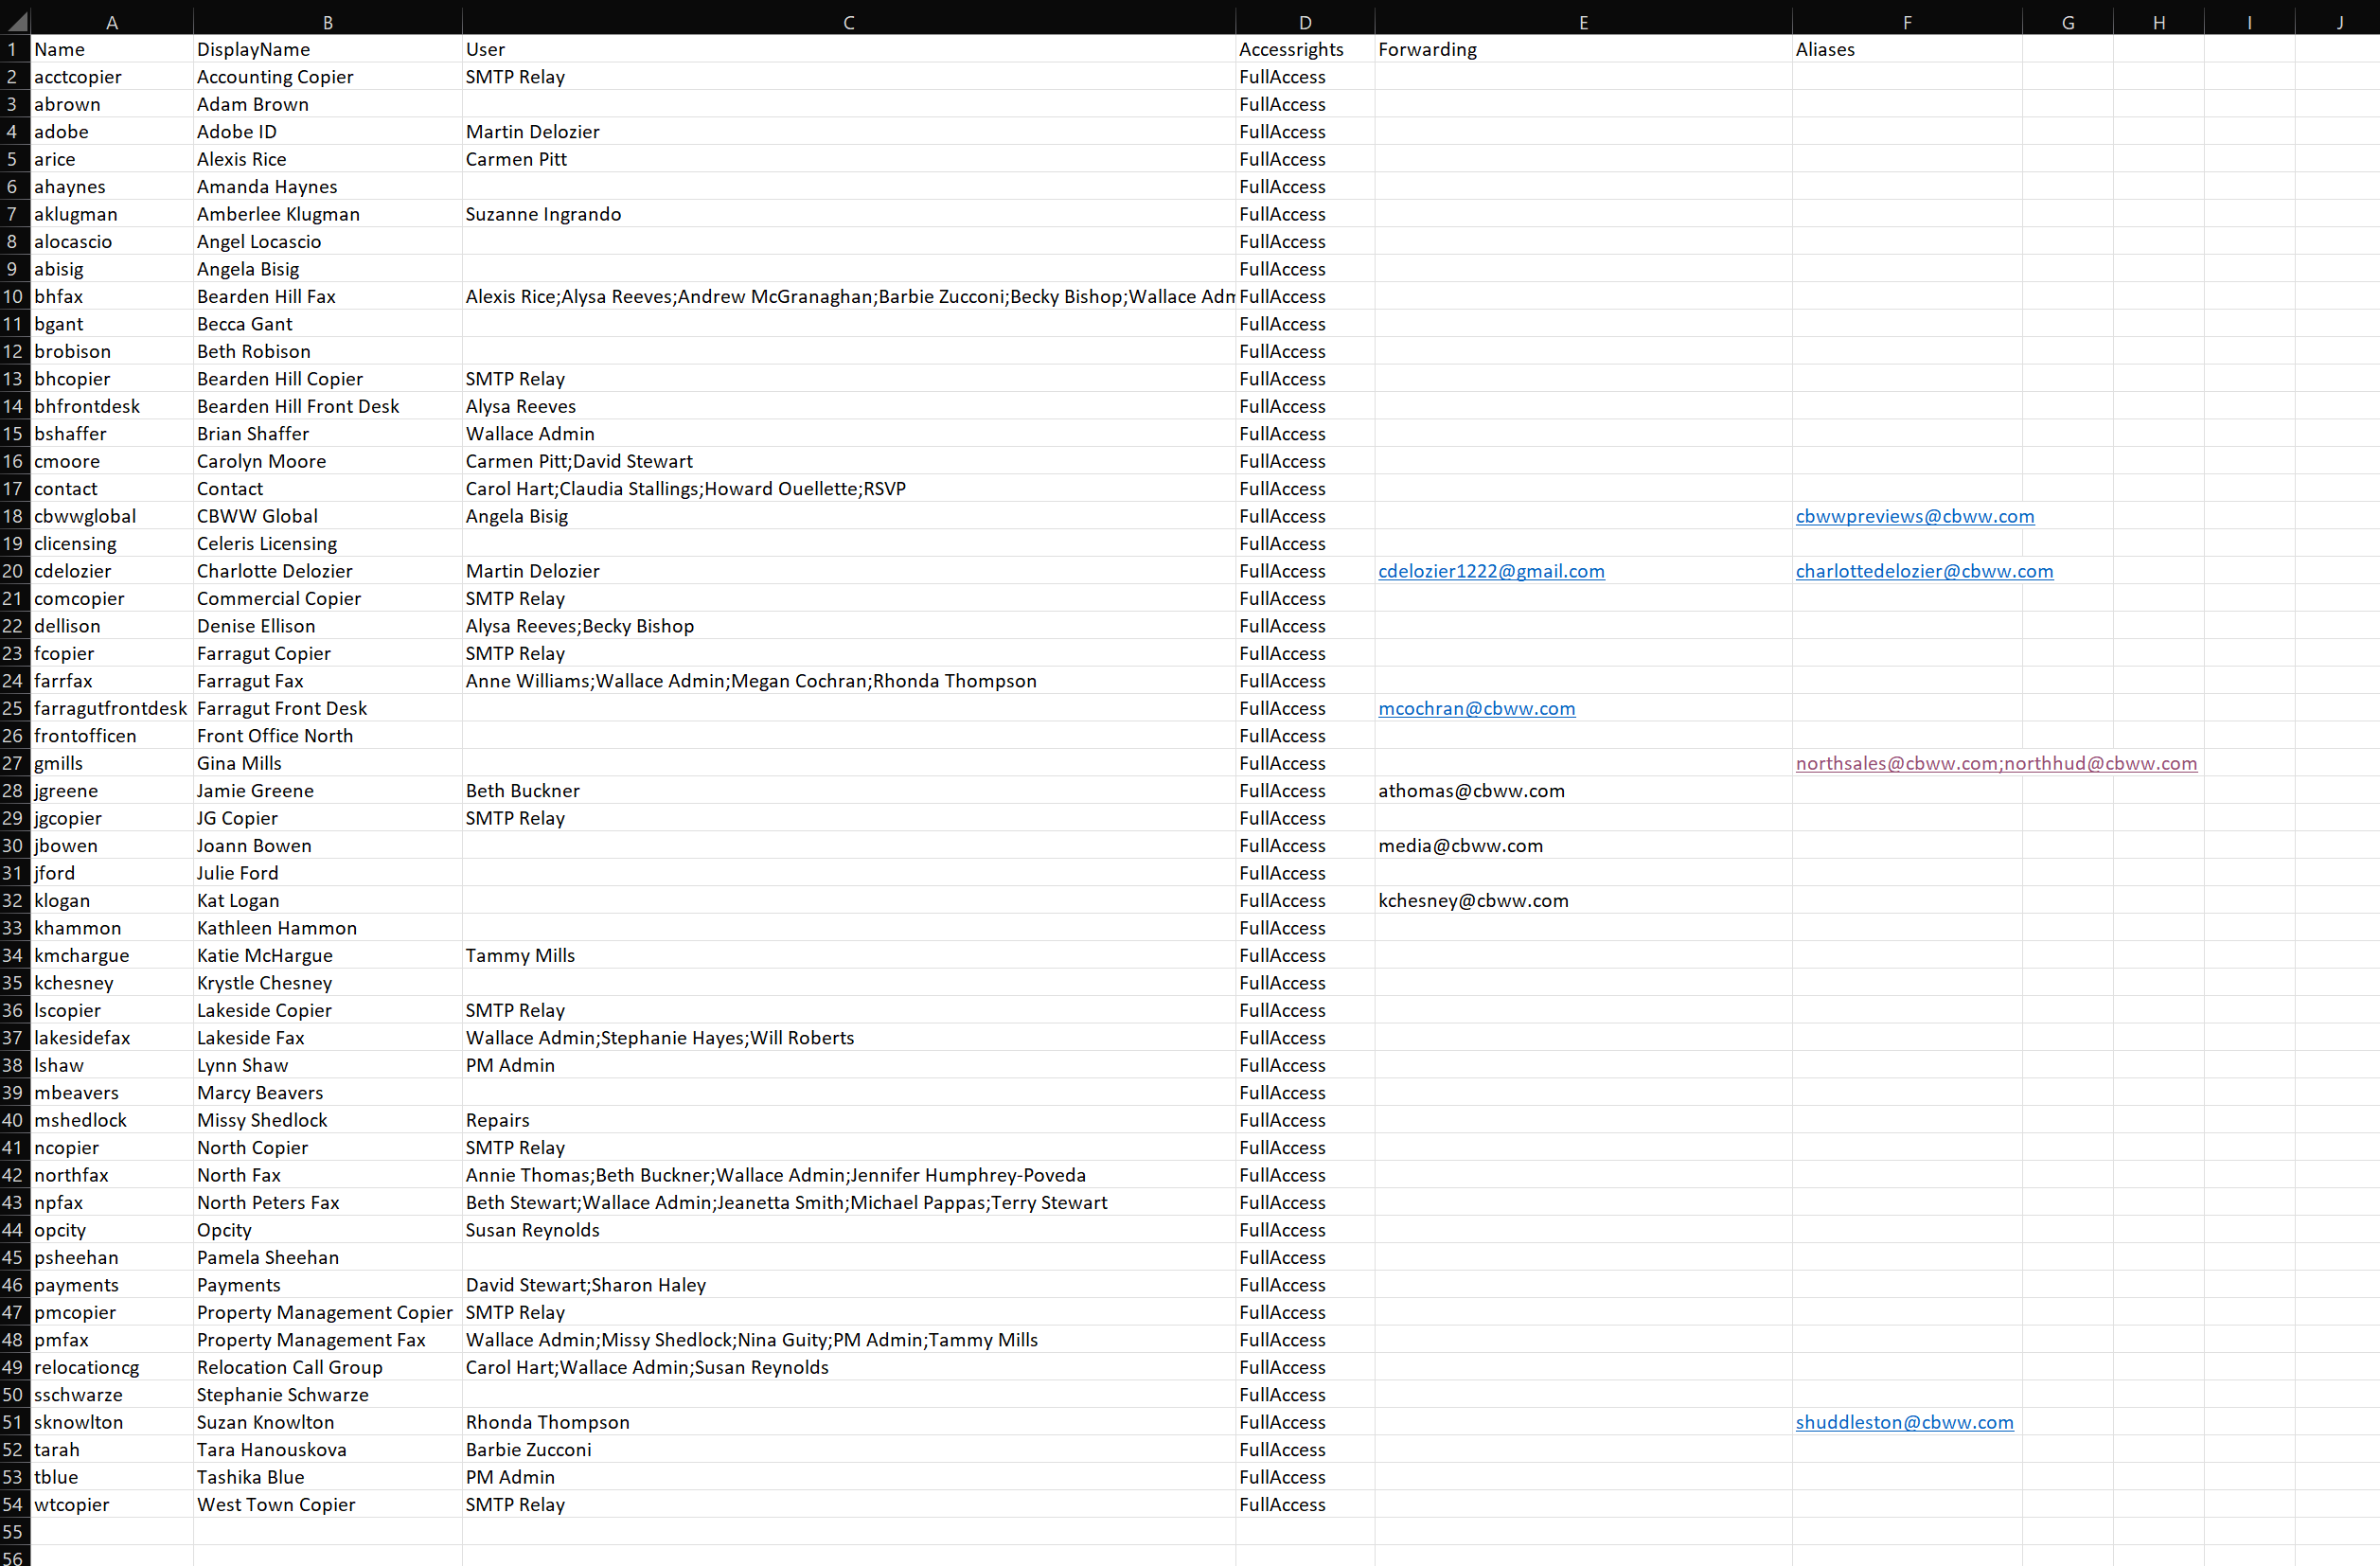 A B C D E F G H I J
1 Name DisplayName User Accessrights Forwarding Aliases
2 acctcopier Accounting Copier SMTP Relay FullAccess
3 abrown Adam Brown FullAccess
4 adobe Adobe ID Martin Delozier FullAccess
5 arice Alexis Rice Carmen Pitt FullAccess
6 ahaynes Amanda Haynes FullAccess
7 aklugman Amberlee Klugman Suzanne Ingrando FullAccess
8 alocascio Angel Locascio FullAccess
9 abisig Angela Bisig FullAccess
10 bhfax Bearden Hill Fax Alexis Rice;Alysa Reeves;Andrew McGranaghan;Barbie Zucconi;Becky Bishop;Wallace Adm FullAccess
11 bgant Becca Gant FullAccess
12 brobison Beth Robison FullAccess
13 bhcopier Bearden Hill Copier SMTP Relay FullAccess
14 bhfrontdesk Bearden Hill Front Desk Alysa Reeves FullAccess
15 bshaffer Brian Shaffer Wallace Admin FullAccess
16 cmoore Carolyn Moore Carmen Pitt;David Stewart FullAccess
17 contact Contact Carol Hart;Claudia Stallings;Howard Ouellette;RSVP FullAccess
18 cbwwglobal CBWW Global Angela Bisig FullAccess cbwwpreviews@cbww.com
19 clicensing Celeris Licensing FullAccess
20 cdelozier Charlotte Delozier Martin Delozier FullAccess cdelozier1222@gmail.com charlottedelozier@cbww.com
21 comcopier Commercial Copier SMTP Relay FullAccess
22 dellison Denise Ellison Alysa Reeves;Becky Bishop FullAccess
23 fcopier Farragut Copier SMTP Relay FullAccess
24 farrfax Farragut Fax Anne Williams;Wallace Admin;Megan Cochran;Rhonda Thompson FullAccess
25 farragutfrontdesk Farragut Front Desk FullAccess mcochran@cbww.com
26 frontofficen Front Office North FullAccess
27 gmills Gina Mills FullAccess northsales@cbww.com;northhud@cbww.com
28 jgreene Jamie Greene Beth Buckner FullAccess athomas@cbww.com
29 jgcopier JG Copier SMTP Relay FullAccess
30 jbowen Joann Bowen FullAccess media@cbww.com
31 jford Julie Ford FullAccess
32 klogan Kat Logan FullAccess kchesney@cbww.com
33 khammon Kathleen Hammon FullAccess
34 kmchargue Katie McHargue Tammy Mills FullAccess
35 kchesney Krystle Chesney FullAccess
36 lscopier Lakeside Copier SMTP Relay FullAccess
37 lakesidefax Lakeside Fax Wallace Admin;Stephanie Hayes;Will Roberts FullAccess
38 lshaw Lynn Shaw PM Admin FullAccess
39 mbeavers Marcy Beavers FullAccess
40 mshedlock Missy Shedlock Repairs FullAccess
41 ncopier North Copier SMTP Relay FullAccess
42 northfax North Fax Annie Thomas;Beth Buckner;Wallace Admin;Jennifer Humphrey-Poveda FullAccess
43 npfax North Peters Fax Beth Stewart;Wallace Admin;Jeanetta Smith;Michael Pappas;Terry Stewart FullAccess
44 opcity Opcity Susan Reynolds FullAccess
45 psheehan Pamela Sheehan FullAccess
46 payments Payments David Stewart;Sharon Haley FullAccess
47 pmcopier Property Management Copier SMTP Relay FullAccess
48 pmfax Property Management Fax Wallace Admin;Missy Shedlock;Nina Guity;PM Admin;Tammy Mills FullAccess
49 relocationcg Relocation Call Group Carol Hart;Wallace Admin;Susan Reynolds FullAccess
50 sschwarze Stephanie Schwarze FullAccess
51 sknowlton Suzan Knowlton Rhonda Thompson FullAccess shuddleston@cbww.com
52 tarah Tara Hanouskova Barbie Zucconi FullAccess
53 tblue Tashika Blue PM Admin FullAccess
54 wtcopier West Town Copier SMTP Relay FullAccess
55
56